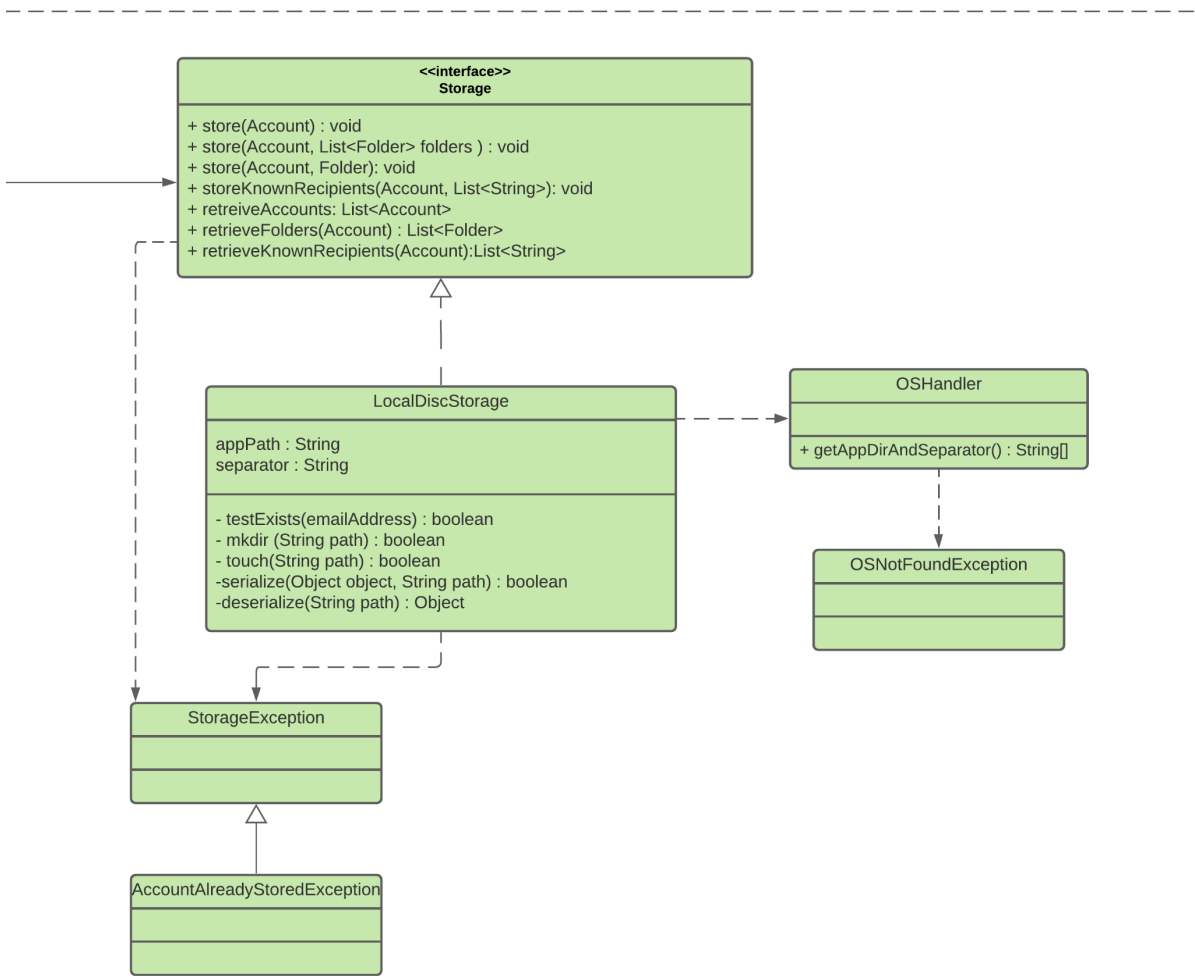 <<interface>>
Storage
+ store(Account) : void
+ store(Account, List<Folder> folders ) : void
+ store(Account, Folder): void
+ storeKnownRecipients(Account, List<String>): void
+ retreiveAccounts: List<Account>
+ retrieveFolders(Account) : List<Folder>
+ retrieveKnownRecipients(Account):List<String>
LocalDiscStorage
appPath : String
separator : String
- testExists(emailAddress) : boolean
- mkdir (String path) : boolean
- touch(String path) : boolean
-serialize(Object object, String path) : boolean
-deserialize(String path) : Object
OSHandler
+ getAppDirAndSeparator() : String[]
OSNotFoundException
StorageException
AccountAlreadyStoredException